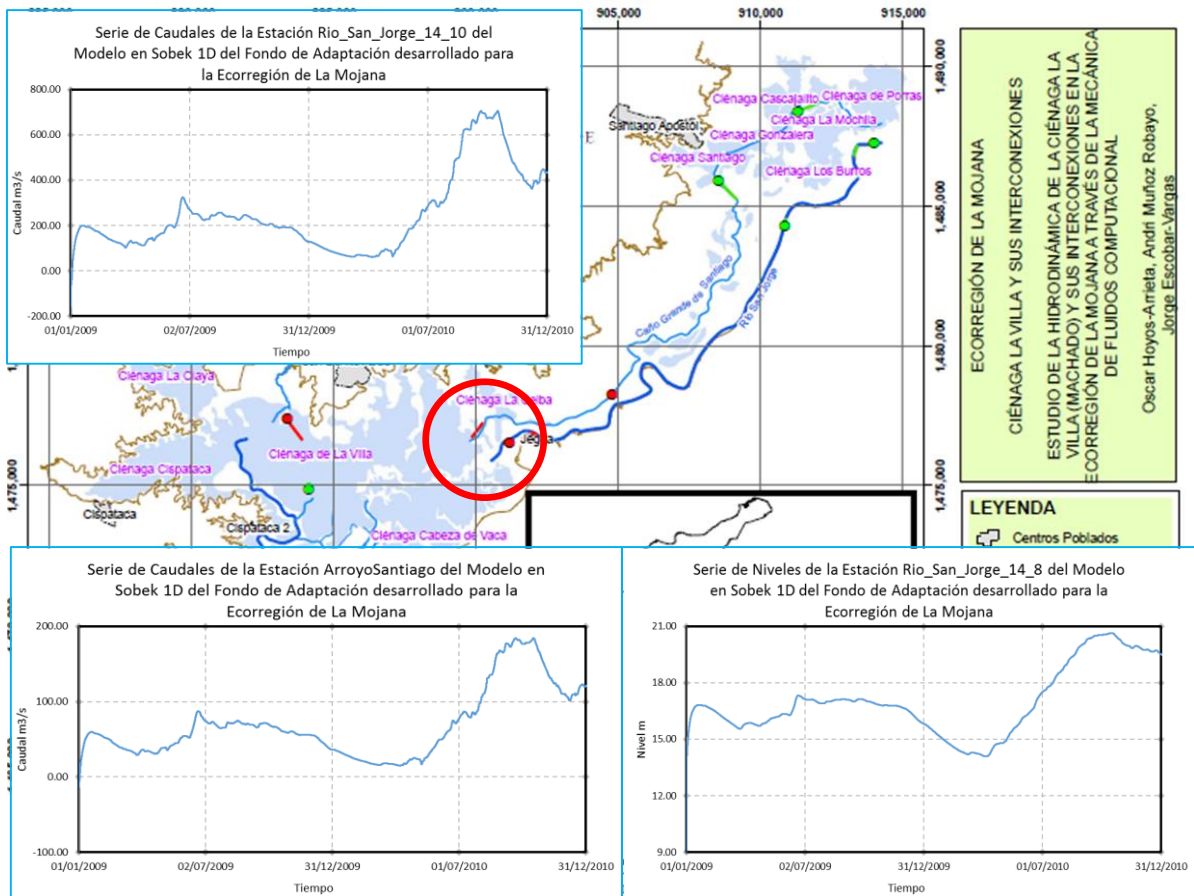 905,000
910,000
915,000
Serie de Caudales de la Estación Rio_San_Jorge_14_10 del
Modelo en Sobek 1D del Fondo de Adaptación desarrollado para
la Ecorregión de La Mojana
800.00
600.00
400.00
200.00
0.00
-200.00
Caudal m3/s
01/01/2009
02/07/2009
31/12/2009
01/07/2010
31/12/2010
Tiempo
1,490,000
1,485,000
1,480,000
1,475,000
Ciénaga Cascajalito
Ciénaga de Porras
Santiago Apostol
Ciénaga La Mochila
Ciénaga Gonzalera
E
Ciénaga Santiago
Ciénaga Los Burros
Caño Grande de Santiago
Río San Jorge
Ciénaga La Ceiba
Jegua
Ciénaga La Olaya
Ciénaga de La Villa
Ciénaga Cispataca
Cispataca
Cispataca 2
Ciénaga Cabeza de Vaca
1,475,000
ECORREGIÓN DE LA MOJANA
CIÉNAGA LA VILLA Y SUS INTERCONEXIONES
ESTUDIO DE LA HIDRODINÁMICA DE LA CIÉNAGA LA
VILLA (MACHADO) Y SUS INTERCONEXIONES EN LA
ECORREGIÓN DE LA MOJANA A TRAVÉS DE LA MECÁNICA
DE FLUIDOS COMPUTACIONAL
Oscar Hoyos-Arrieta, Andri Muñoz Robayo,
Jorge Escobar-Vargas
LEYENDA
Centros Poblados
Serie de Caudales de la Estación ArroyoSantiago del Modelo en
Sobek 1D del Fondo de Adaptación desarrollado para la
Ecorregión de La Mojana
200.00
100.00
0.00
-100.00
Caudal m3/s
01/01/2009
02/07/2009
31/12/2009
01/07/2010
31/12/2010
Tiempo
Serie de Niveles de la Estación Rio_San_Jorge_14_8 del Modelo
en Sobek 1D del Fondo de Adaptación desarrollado para la
Ecorregión de La Mojana
21.00
18.00
15.00
12.00
9.00
Nivel m
01/01/2009
02/07/2009
31/12/2009
01/07/2010
31/12/2010
Tiempo